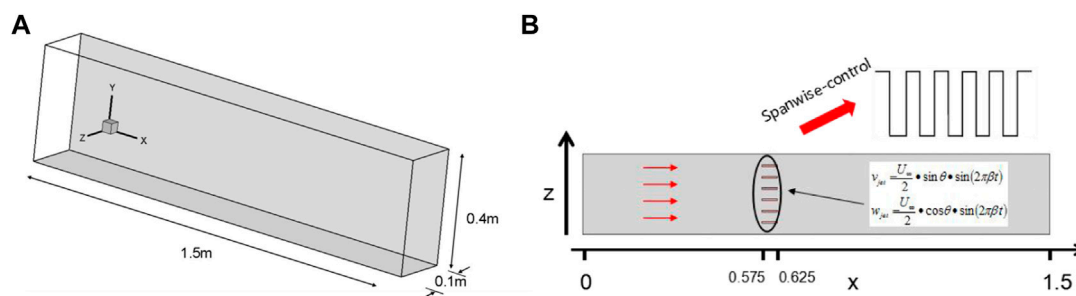 A
Y
Z
X
0.4m
1.5m
0.1m
B
Spanwise-control
z
v_jet = U_∞/2 • sin θ • sin(2πβt)
w_jet = U_∞/2 • cosθ • sin(2πβt)
0
0.575
0.625
x
1.5